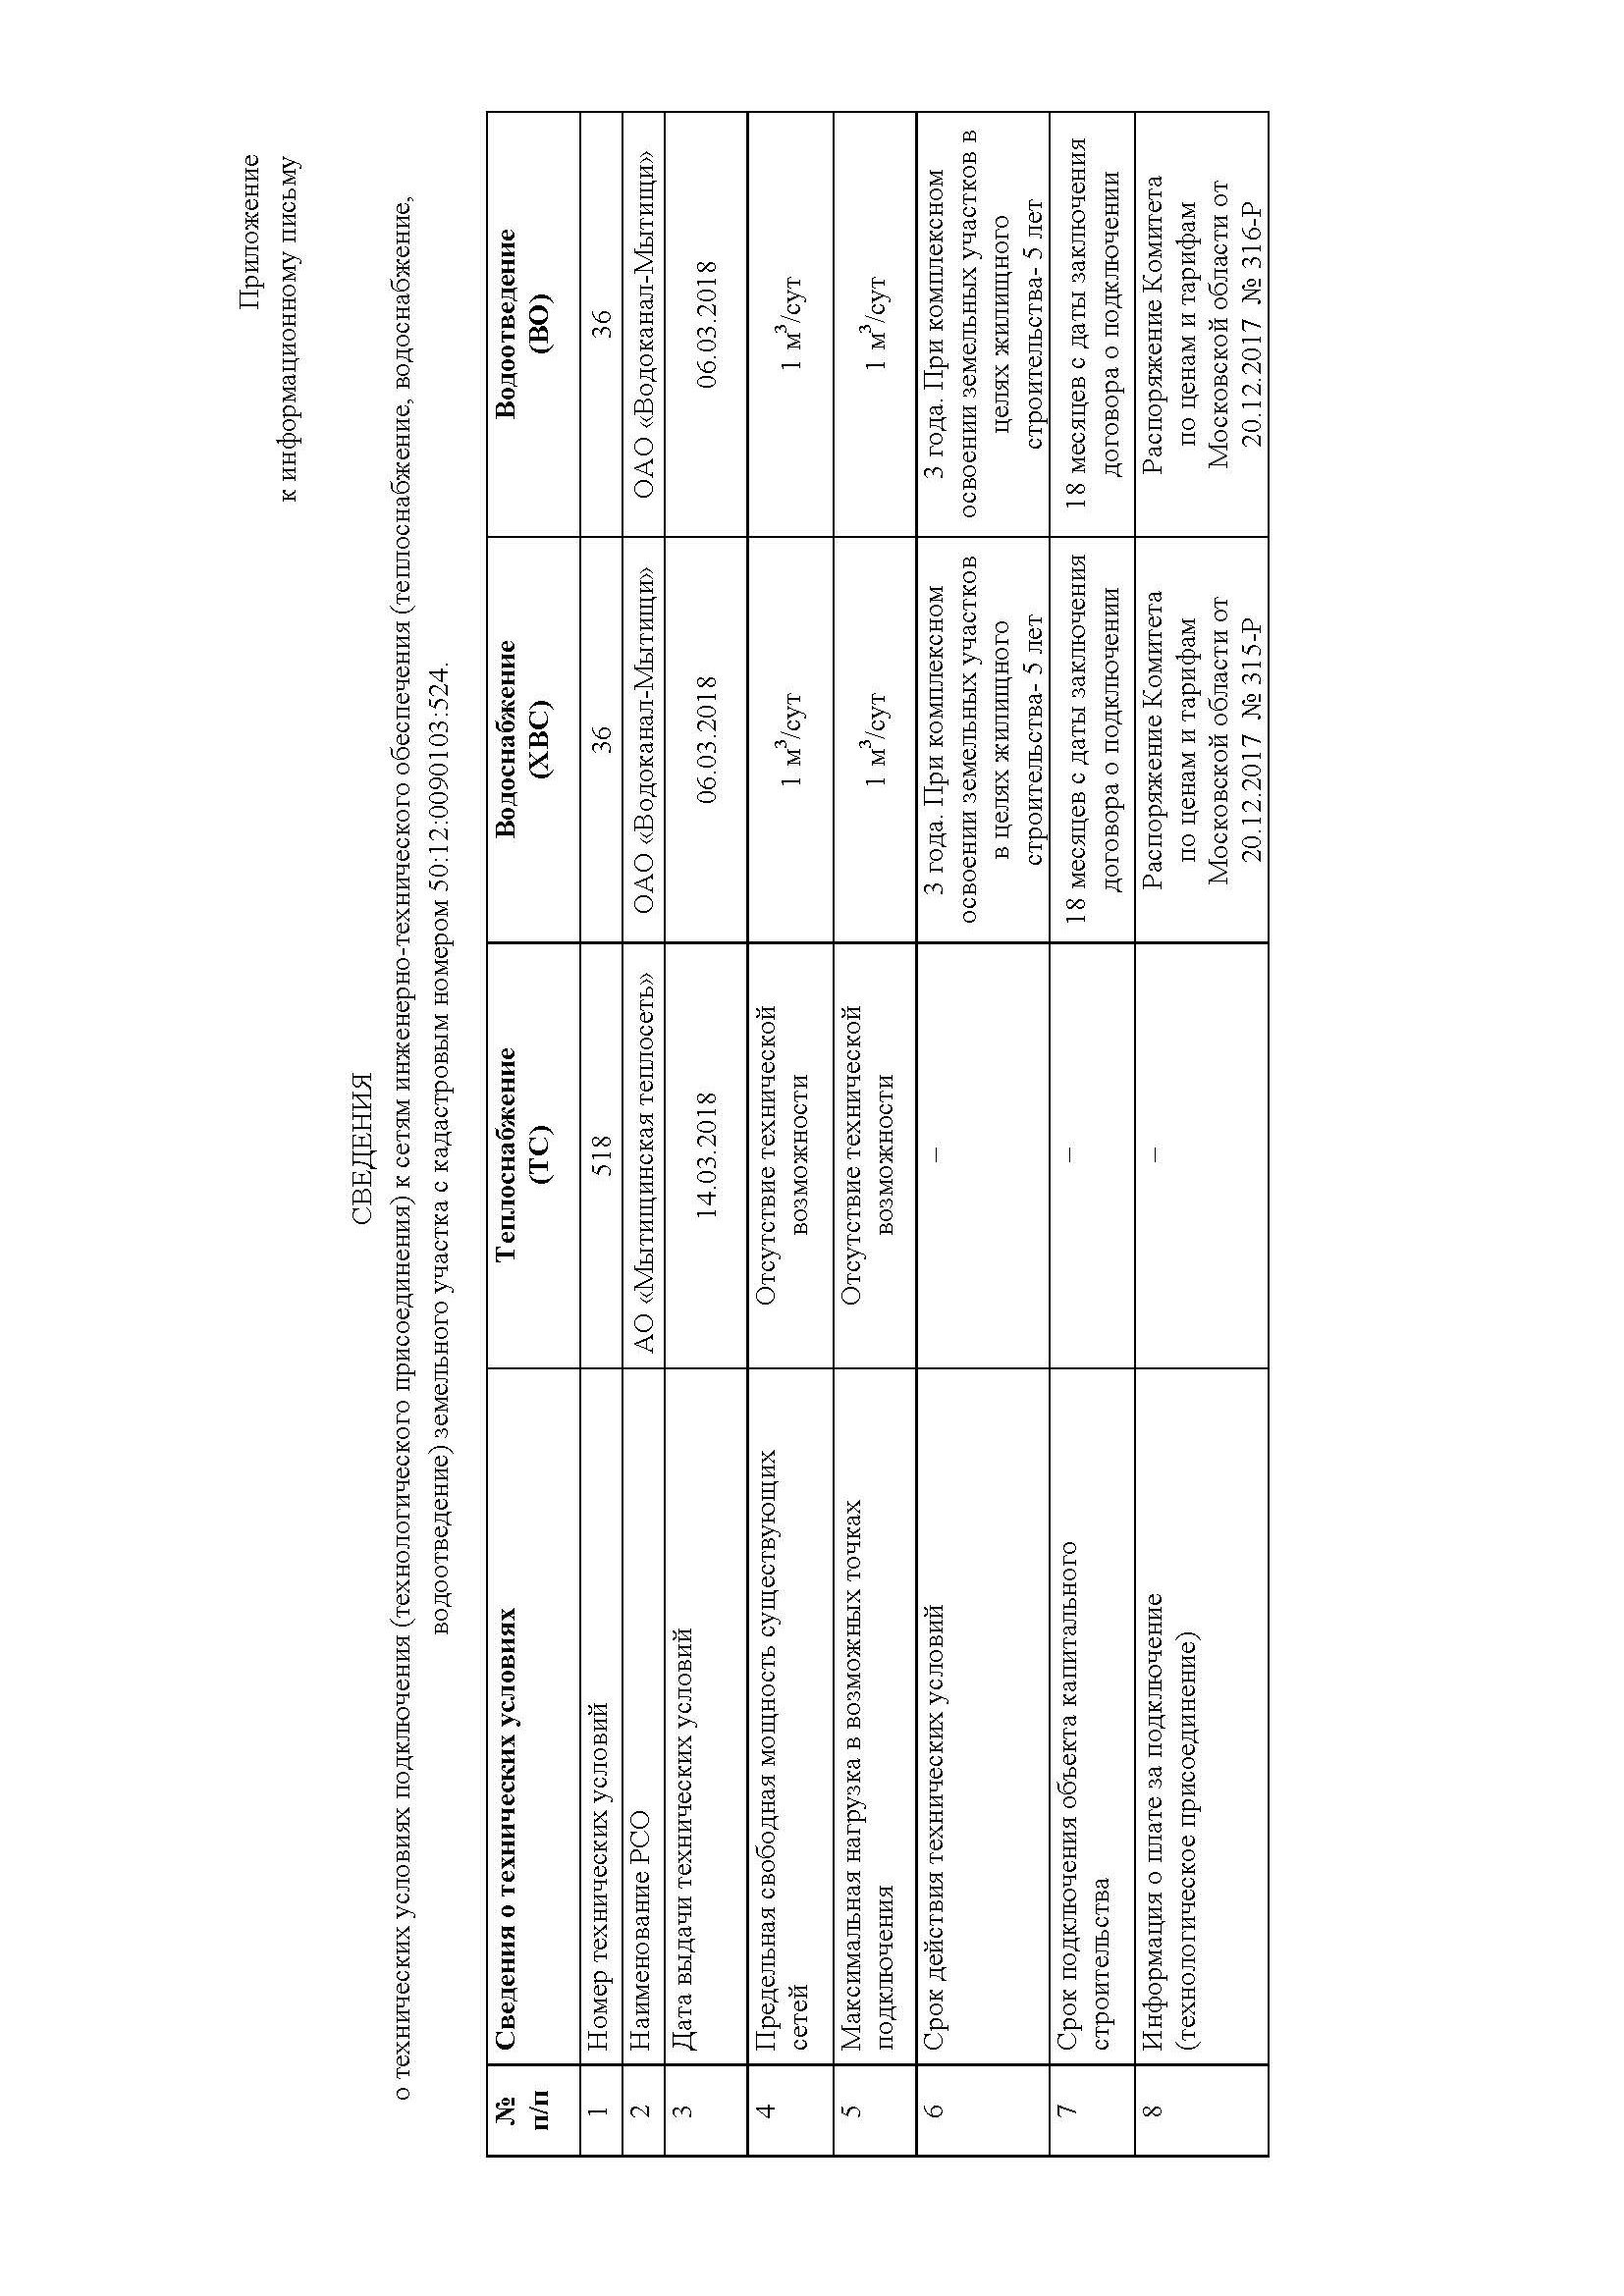 Приложение
к информационному письму
СВЕДЕНИЯ
о технических условиях подключения (технологического присоединения) к сетям инженерно-технического обеспечения (теплоснабжение, водоснабжение,
водоотведение) земельного участка с кадастровым номером 50:12:0090103:524.
№
п/п
Сведения о технических условиях
Теплоснабжение
(ТС)
Водоснабжение
(ХВС)
Водоотведение
(ВО)
1
Номер технических условий
518
36
36
2
Наименование РСО
АО «Мытищинская теплосеть»
ОАО «Водоканал-Мытищи»
ОАО «Водоканал-Мытищи»
3
Дата выдачи технических условий
14.03.2018
06.03.2018
06.03.2018
4
Предельная свободная мощность существующих
сетей
Отсутствие технической
возможности
1 м³/сут
1 м³/сут
5
Максимальная нагрузка в возможных точках
подключения
Отсутствие технической
возможности
1 м³/сут
1 м³/сут
6
Срок действия технических условий
–
3 года. При комплексном
освоении земельных участков
в целях жилищного
строительства- 5 лет
3 года. При комплексном
освоении земельных участков в
целях жилищного
строительства- 5 лет
7
Срок подключения объекта капитального
строительства
–
18 месяцев с даты заключения
договора о подключении
18 месяцев с даты заключения
договора о подключении
8
Информация о плате за подключение
(технологическое присоединение)
–
Распоряжение Комитета
по ценам и тарифам
Московской области от
20.12.2017 № 315-Р
Распоряжение Комитета
по ценам и тарифам
Московской области от
20.12.2017 № 316-Р